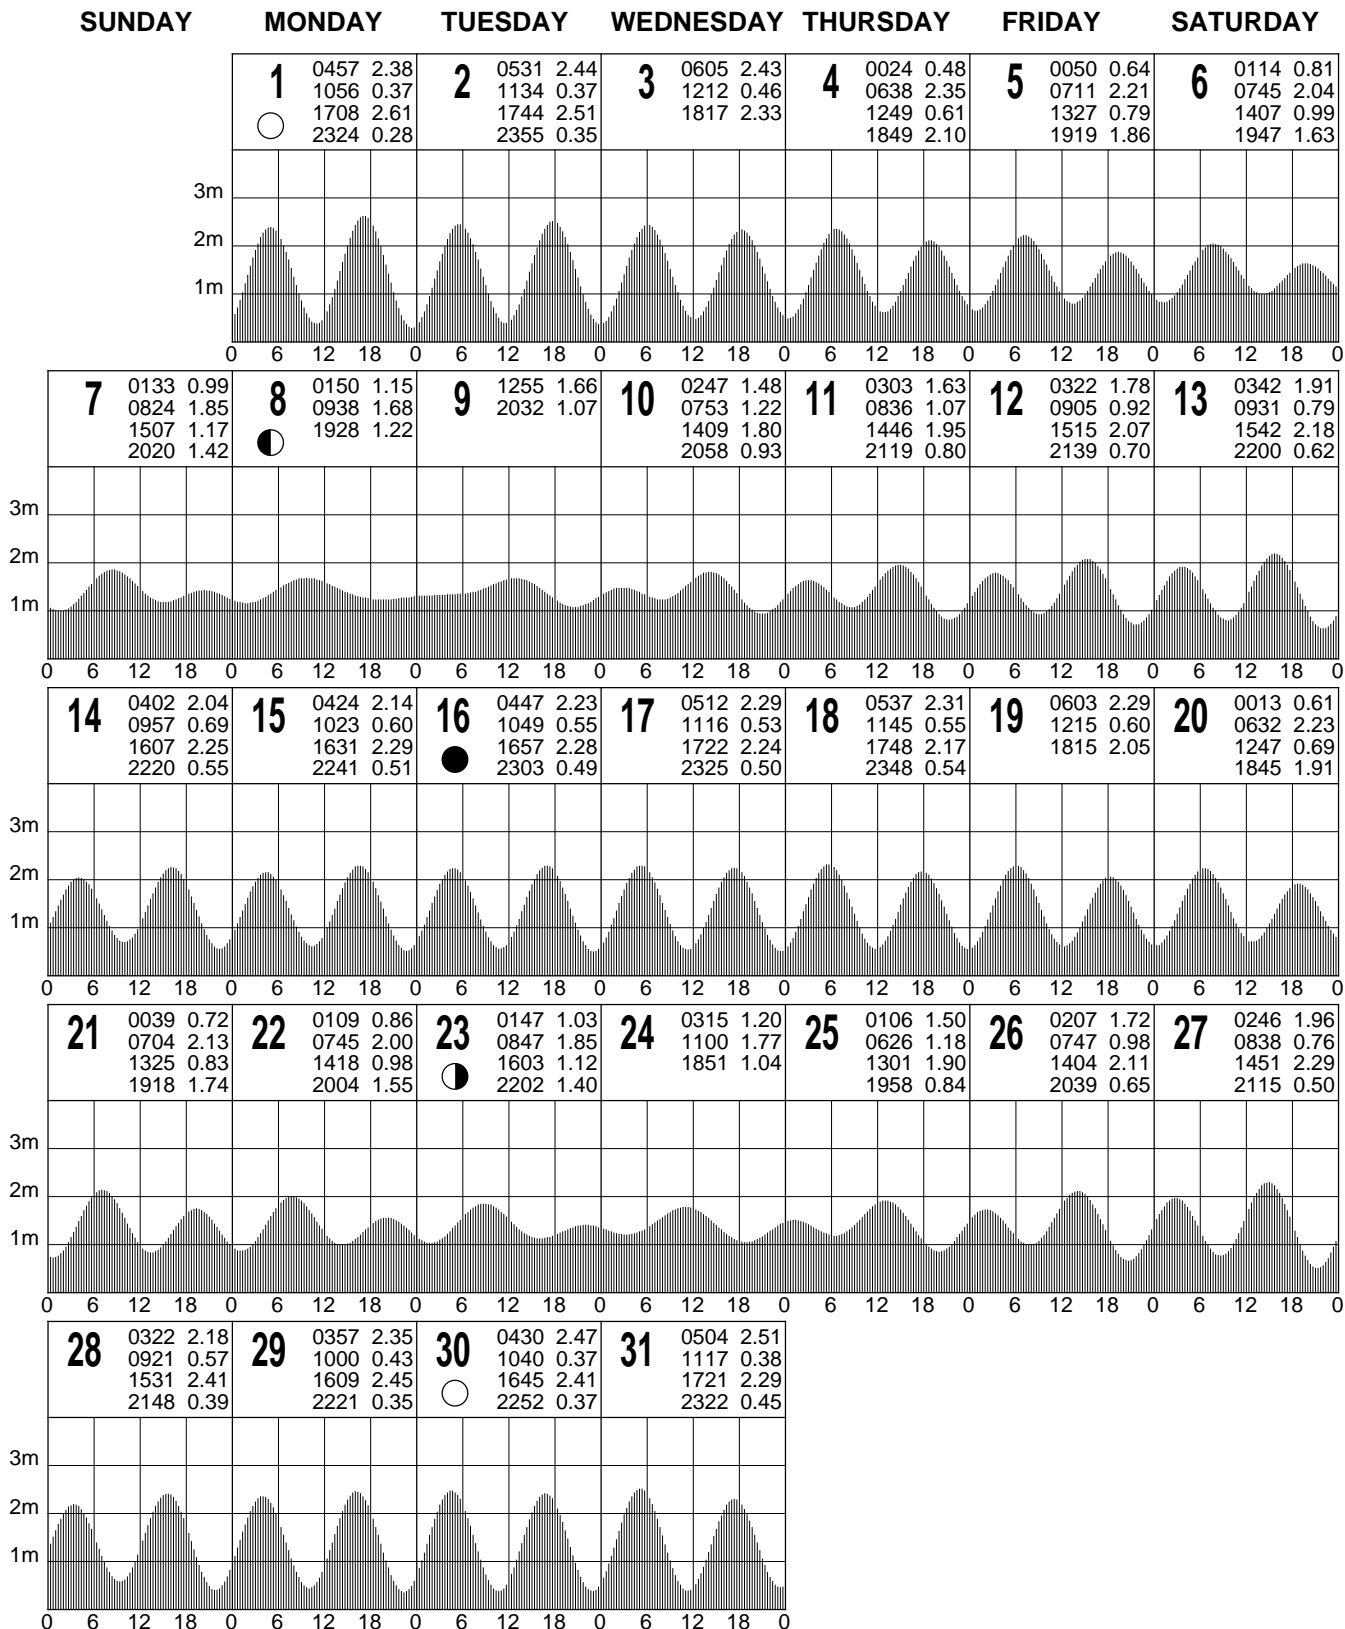 SUNDAY MONDAY TUESDAY WEDNESDAY THURSDAY FRIDAY SATURDAY
1 0457 2.38
1056 0.37
1708 2.61
2324 0.28
2 0531 2.44
1134 0.37
1744 2.51
2355 0.35
3 0605 2.43
1212 0.46
1817 2.33
4 0024 0.48
0638 2.35
1249 0.61
1849 2.10
5 0050 0.64
0711 2.21
1327 0.79
1919 1.86
6 0114 0.81
0745 2.04
1407 0.99
1947 1.63
3m
2m
1m
0 6 12 18 0 6 12 18 0 6 12 18 0 6 12 18 0 6 12 18 0 6 12 18 0
7 0133 0.99
0824 1.85
1507 1.17
2020 1.42
8 0150 1.15
0938 1.68
1928 1.22
9 1255 1.66
2032 1.07
10 0247 1.48
0753 1.22
1409 1.80
2058 0.93
11 0303 1.63
0836 1.07
1446 1.95
2119 0.80
12 0322 1.78
0905 0.92
1515 2.07
2139 0.70
13 0342 1.91
0931 0.79
1542 2.18
2200 0.62
3m
2m
1m
0 6 12 18 0 6 12 18 0 6 12 18 0 6 12 18 0 6 12 18 0 6 12 18 0 6 12 18 0
14 0402 2.04
0957 0.69
1607 2.25
2220 0.55
15 0424 2.14
1023 0.60
1631 2.29
2241 0.51
16 0447 2.23
1049 0.55
1657 2.28
2303 0.49
17 0512 2.29
1116 0.53
1722 2.24
2325 0.50
18 0537 2.31
1145 0.55
1748 2.17
2348 0.54
19 0603 2.29
1215 0.60
1815 2.05
20 0013 0.61
0632 2.23
1247 0.69
1845 1.91
3m
2m
1m
0 6 12 18 0 6 12 18 0 6 12 18 0 6 12 18 0 6 12 18 0 6 12 18 0 6 12 18 0
21 0039 0.72
0704 2.13
1325 0.83
1918 1.74
22 0109 0.86
0745 2.00
1418 0.98
2004 1.55
23 0147 1.03
0847 1.85
1603 1.12
2202 1.40
24 0315 1.20
1100 1.77
1851 1.04
25 0106 1.50
0626 1.18
1301 1.90
1958 0.84
26 0207 1.72
0747 0.98
1404 2.11
2039 0.65
27 0246 1.96
0838 0.76
1451 2.29
2115 0.50
3m
2m
1m
0 6 12 18 0 6 12 18 0 6 12 18 0 6 12 18 0 6 12 18 0 6 12 18 0 6 12 18 0
28 0322 2.18
0921 0.57
1531 2.41
2148 0.39
29 0357 2.35
1000 0.43
1609 2.45
2221 0.35
30 0430 2.47
1040 0.37
1645 2.41
2252 0.37
31 0504 2.51
1117 0.38
1721 2.29
2322 0.45
3m
2m
1m
0 6 12 18 0 6 12 18 0 6 12 18 0 6 12 18 0